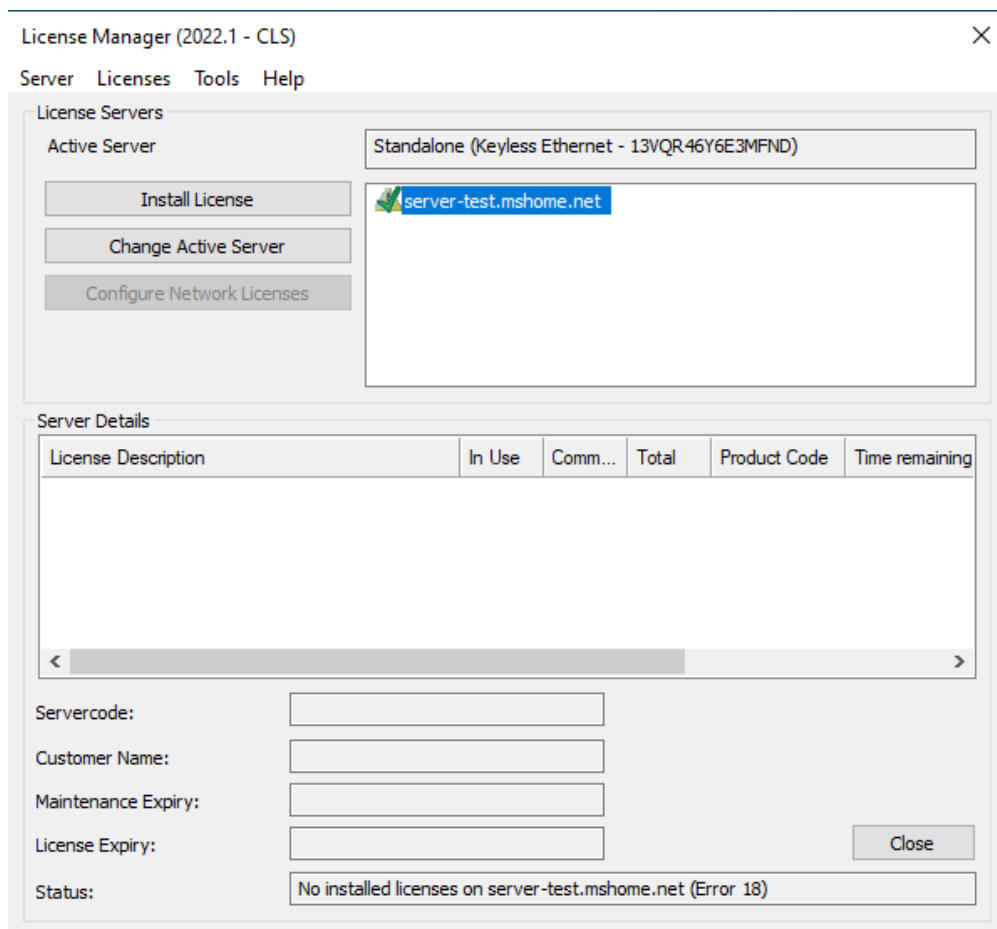 License Manager (2022.1 - CLS)
Server Licenses Tools Help
License Servers
Active Server
Standalone (Keyless Ethernet - 13VQR46Y6E3MFND)
Install License
server-test.mshome.net
Change Active Server
Configure Network Licenses
Server Details
License Description In Use Comm... Total Product Code Time remaining
Servercode:
Customer Name:
Maintenance Expiry:
License Expiry:
Close
Status:
No installed licenses on server-test.mshome.net (Error 18)